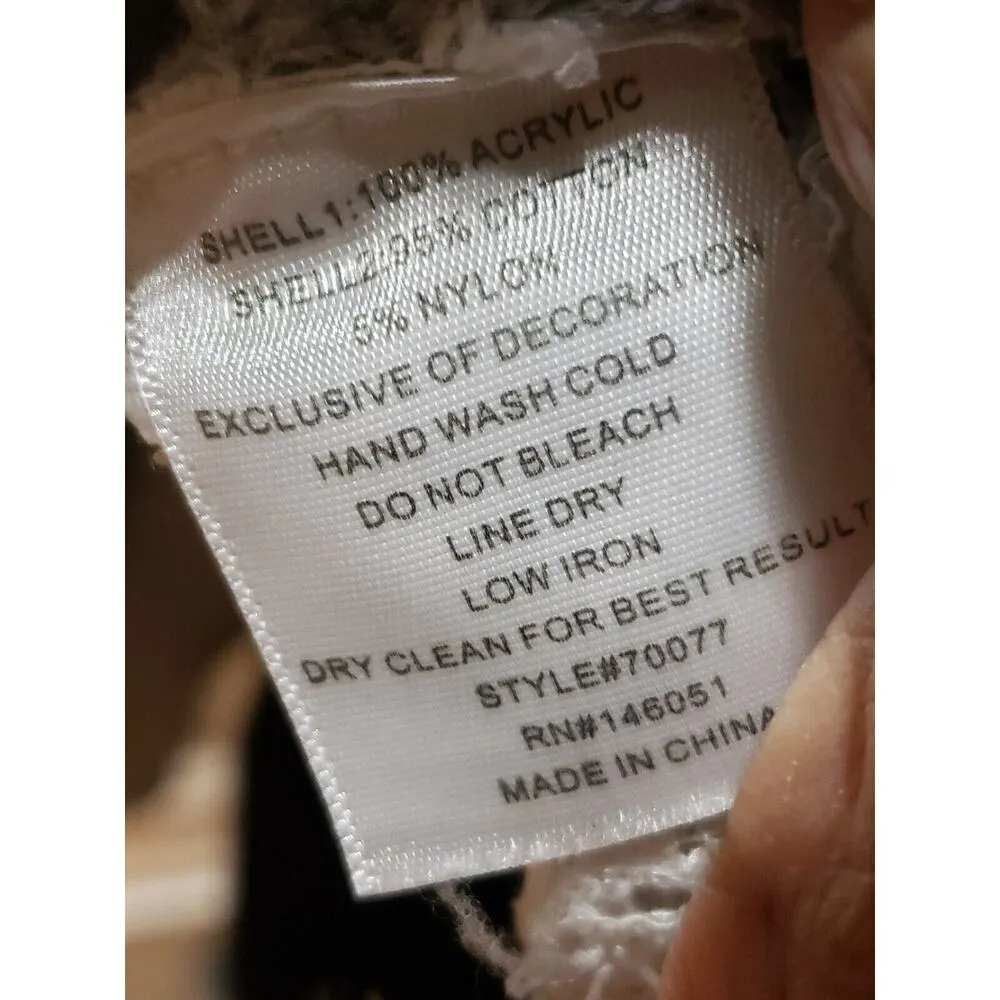 SHELL1:100% ACRYLIC
SHELL2:95% COTTON
5% NYLON
EXCLUSIVE OF DECORATION
HAND WASH COLD
DO NOT BLEACH
LINE DRY
LOW IRON
DRY CLEAN FOR BEST RESULT
STYLE#70077
RN#146051
MADE IN CHINA